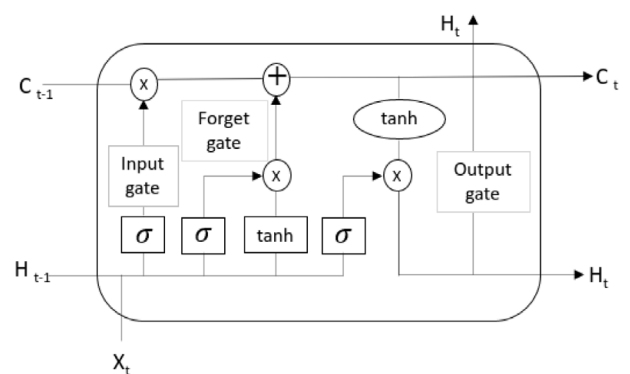 H t
C t-1
x
+
C t
Forget
gate
tanh
Input
gate
x
x
Output
gate
σ
σ
tanh
σ
H t-1
H t
X t